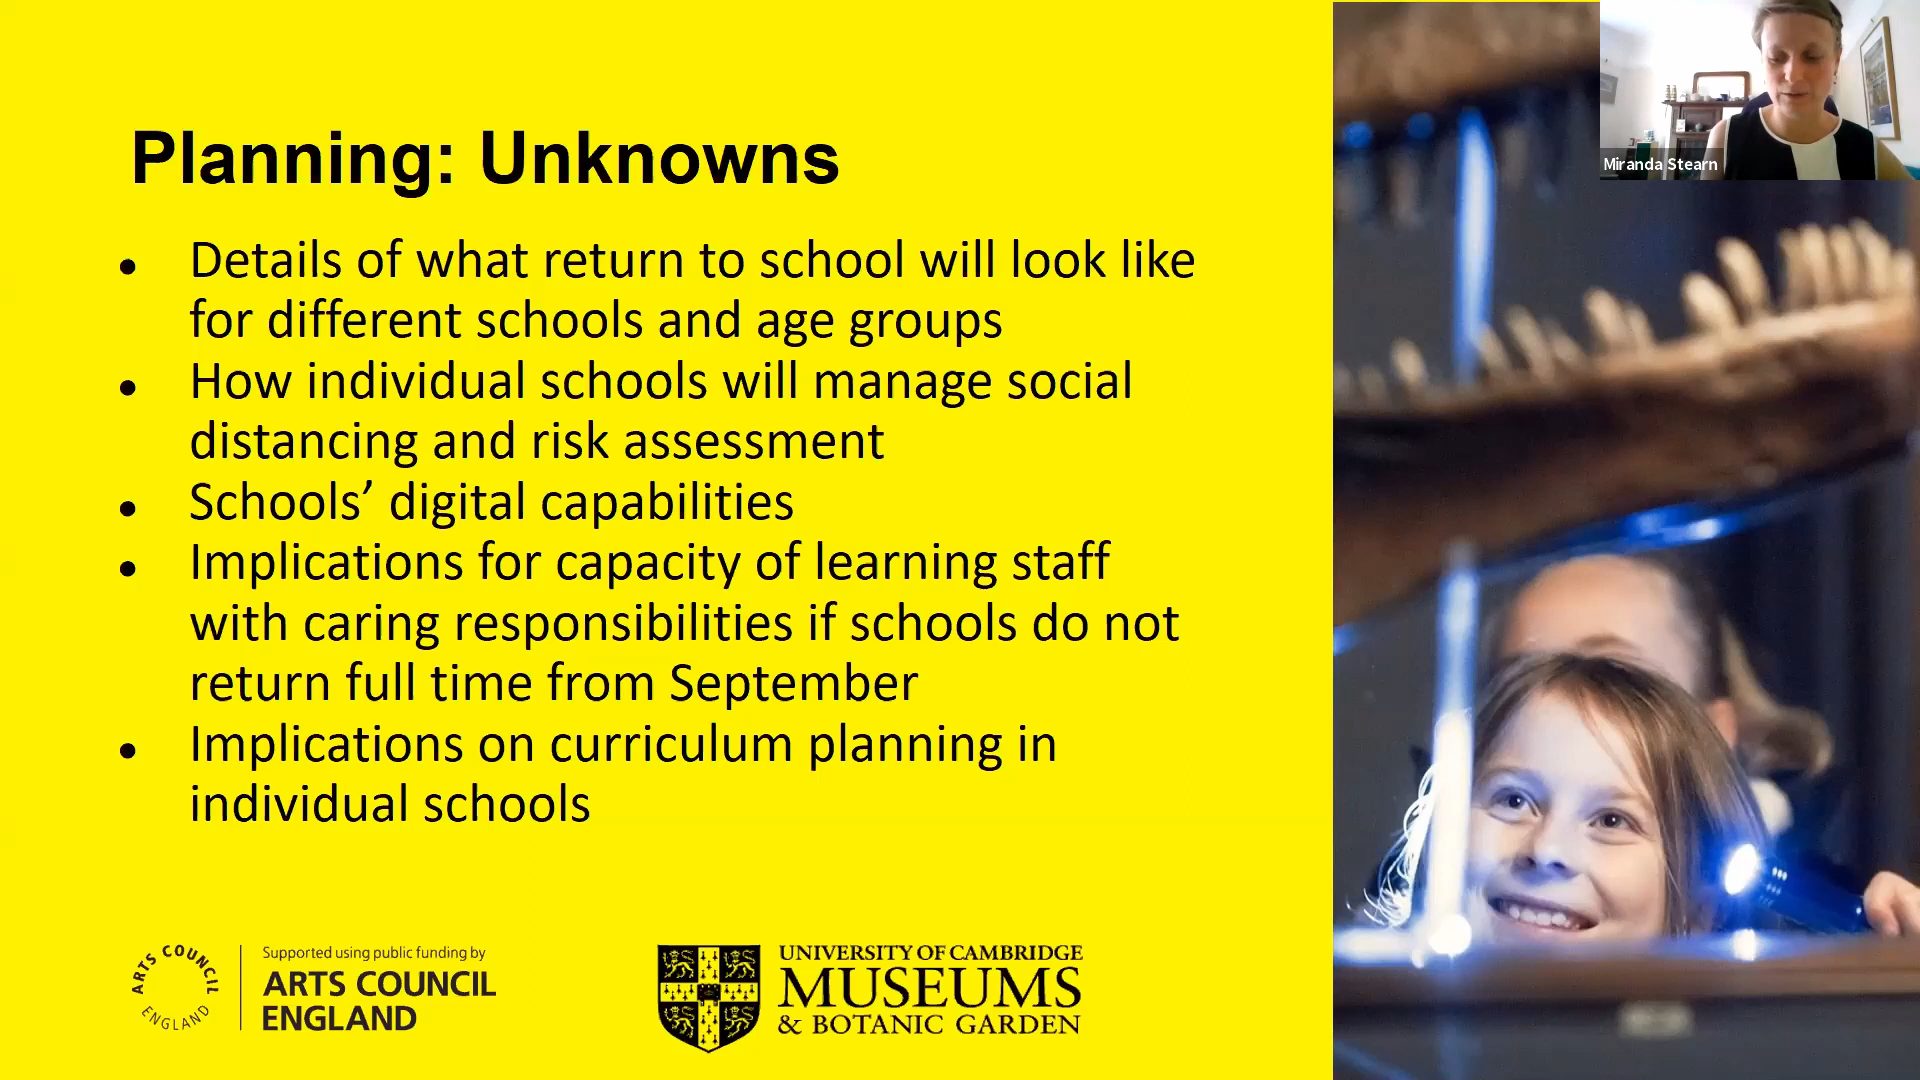 Planning: Unknowns
● Details of what return to school will look like
for different schools and age groups
● How individual schools will manage social
distancing and risk assessment
● Schools’ digital capabilities
● Implications for capacity of learning staff
with caring responsibilities if schools do not
return full time from September
● Implications on curriculum planning in
individual schools
Miranda Stearn
ARTS COUNCIL
ENGLAND
Supported using public funding by
ARTS COUNCIL
ENGLAND
UNIVERSITY OF CAMBRIDGE
MUSEUMS
& BOTANIC GARDEN